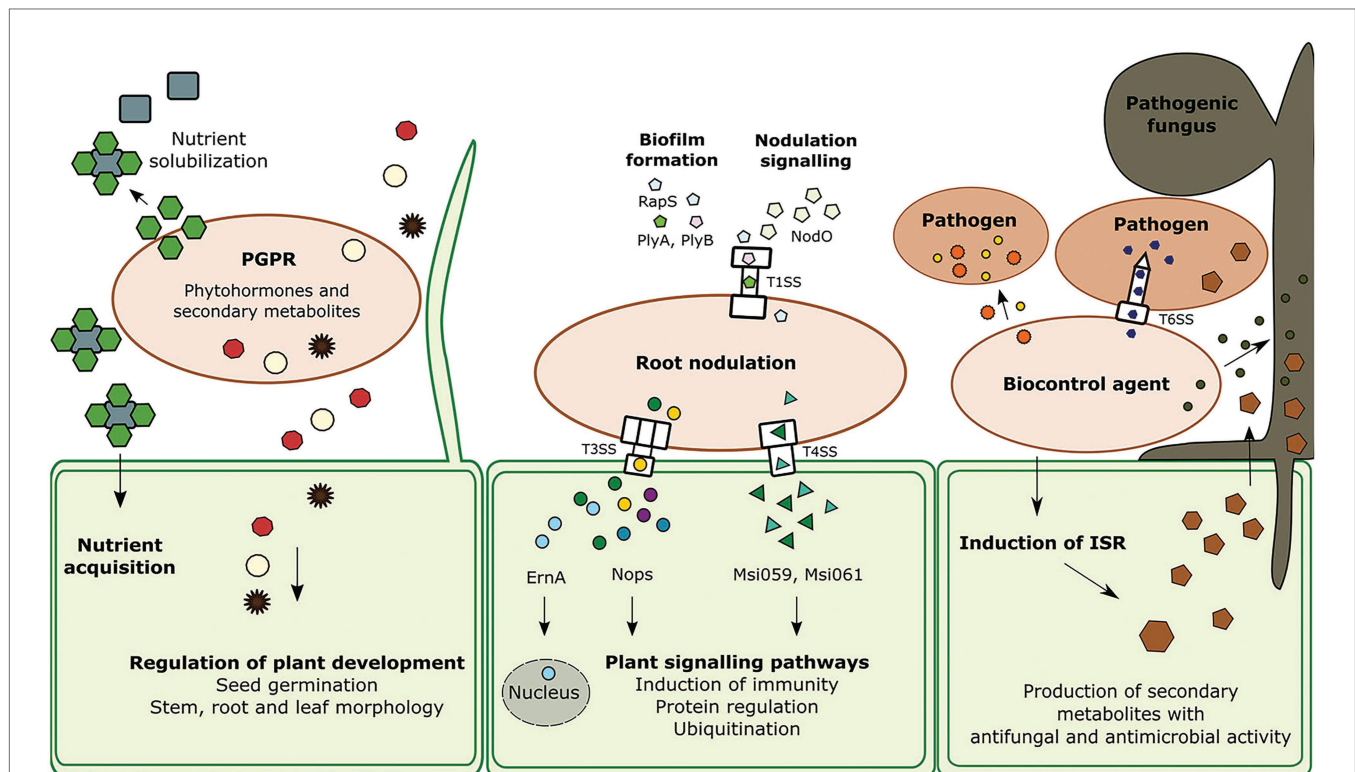 Nutrient
solubilization
PGPR
Phytohormones and
secondary metabolites
Nutrient
acquisition
Regulation of plant development
Seed germination
Stem, root and leaf morphology
Biofilm
formation
RapS
PlyA, PlyB
Nodulation
signalling
NodO
T1SS
Root nodulation
T3SS
T4SS
ErnA
Nops
Msi059, Msi061
Nucleus
Plant signalling pathways
Induction of immunity
Protein regulation
Ubiquitination
Pathogenic
fungus
Pathogen
Pathogen
T6SS
Biocontrol agent
Induction of ISR
Production of secondary
metabolites with
antifungal and antimicrobial activity